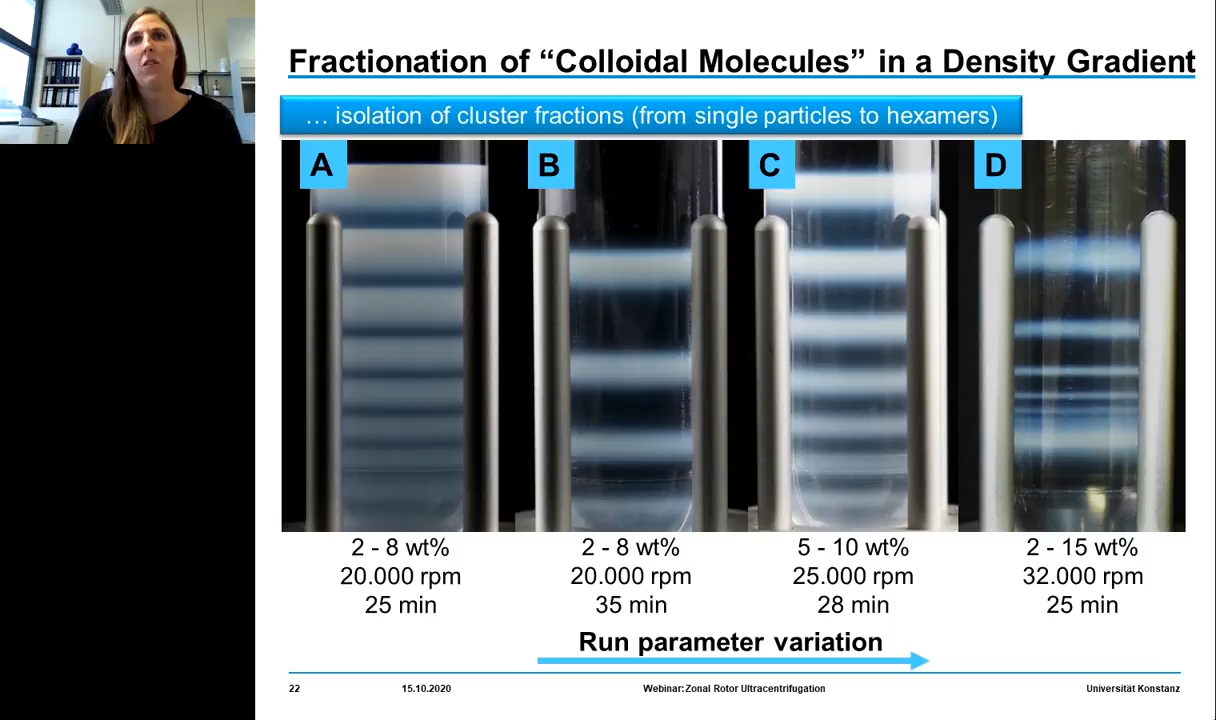 Fractionation of “Colloidal Molecules” in a Density Gradient
… isolation of cluster fractions (from single particles to hexamers)
A
B
C
D
2 - 8 wt%
20.000 rpm
25 min
2 - 8 wt%
20.000 rpm
35 min
5 - 10 wt%
25.000 rpm
28 min
2 - 15 wt%
32.000 rpm
25 min
Run parameter variation
22
15.10.2020
Webinar: Zonal Rotor Ultracentrifugation
Universität Konstanz